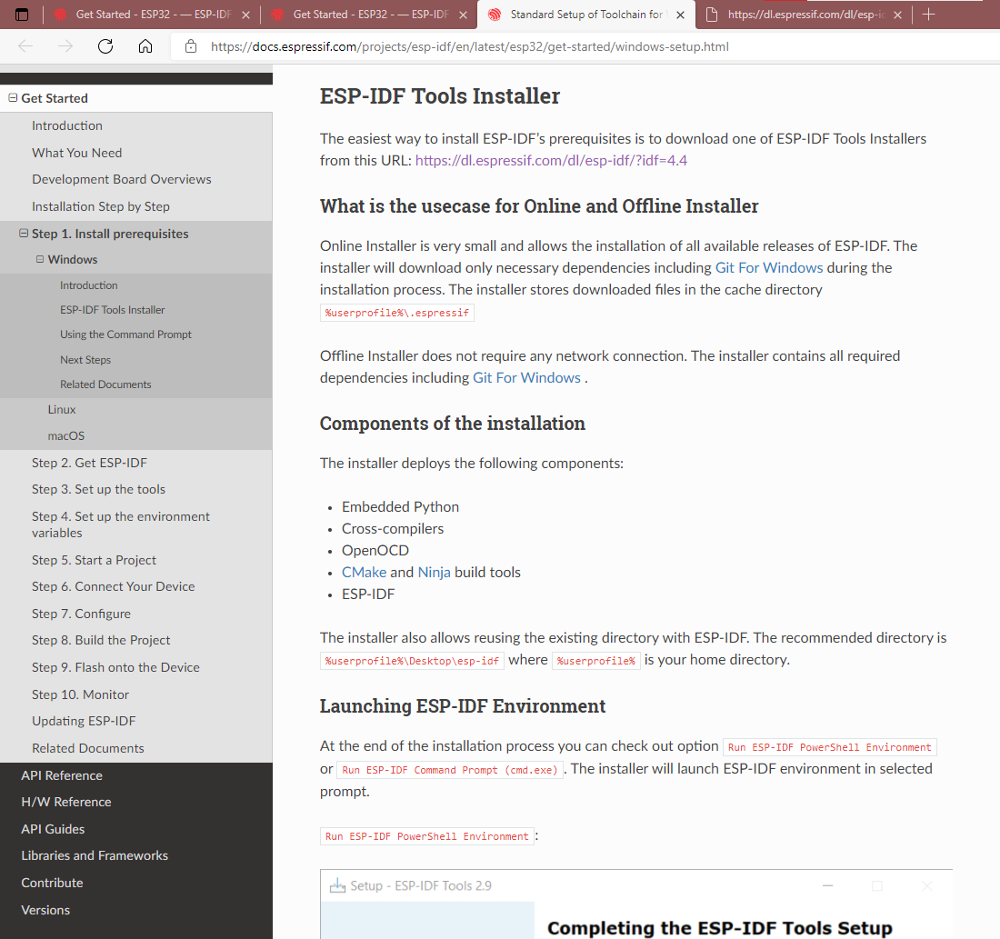 Get Started - ESP32 - — ESP-IDF
Get Started - ESP32 - — ESP-IDF
Standard Setup of Toolchain for
https://dl.espressif.com/dl/esp-id
https://docs.espressif.com/projects/esp-idf/en/latest/esp32/get-started/windows-setup.html
Get Started
Introduction
What You Need
Development Board Overviews
Installation Step by Step
Step 1. Install prerequisites
Windows
Introduction
ESP-IDF Tools Installer
Using the Command Prompt
Next Steps
Related Documents
Linux
macOS
Step 2. Get ESP-IDF
Step 3. Set up the tools
Step 4. Set up the environment
variables
Step 5. Start a Project
Step 6. Connect Your Device
Step 7. Configure
Step 8. Build the Project
Step 9. Flash onto the Device
Step 10. Monitor
Updating ESP-IDF
Related Documents
API Reference
H/W Reference
API Guides
Libraries and Frameworks
Contribute
Versions
ESP-IDF Tools Installer
The easiest way to install ESP-IDF’s prerequisites is to download one of ESP-IDF Tools Installers
from this URL: https://dl.espressif.com/dl/esp-idf/?idf=4.4
What is the usecase for Online and Offline Installer
Online Installer is very small and allows the installation of all available releases of ESP-IDF. The
installer will download only necessary dependencies including Git For Windows during the
installation process. The installer stores downloaded files in the cache directory
%userprofile%\.espressif
Offline Installer does not require any network connection. The installer contains all required
dependencies including Git For Windows .
Components of the installation
The installer deploys the following components:
• Embedded Python
• Cross-compilers
• OpenOCD
• CMake and Ninja build tools
• ESP-IDF
The installer also allows reusing the existing directory with ESP-IDF. The recommended directory is
%userprofile%\Desktop\esp-idf where %userprofile% is your home directory.
Launching ESP-IDF Environment
At the end of the installation process you can check out option Run ESP-IDF PowerShell Environment
or Run ESP-IDF Command Prompt (cmd.exe) . The installer will launch ESP-IDF environment in selected
prompt.
Run ESP-IDF PowerShell Environment :
Setup - ESP-IDF Tools 2.9
Completing the ESP-IDF Tools Setup